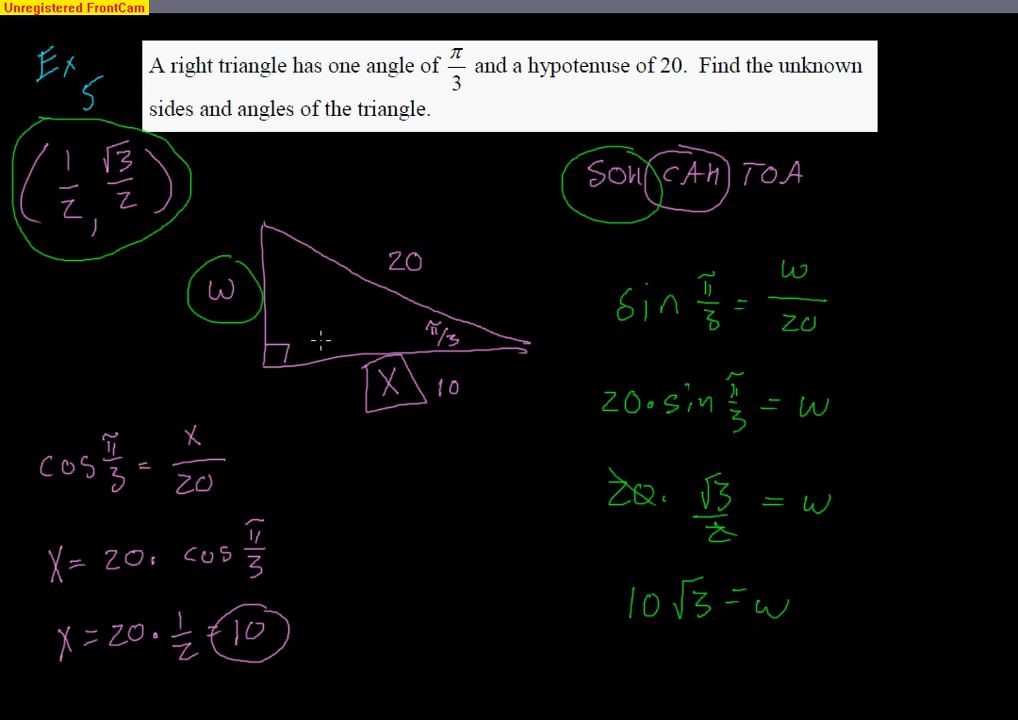 Unregistered FrontCam
Ex 5
A right triangle has one angle of π/3 and a hypotenuse of 20. Find the unknown
sides and angles of the triangle.
(1/2, √3/2)
SOH CAH TOA
20
w
π/3
X 10
sin π/3 = w/20
20·sin π/3 = w
20· √3/2 = w
10√3 = w
cos π/3 = x/20
X = 20· cos π/3
X = 20· 1/2 = 10